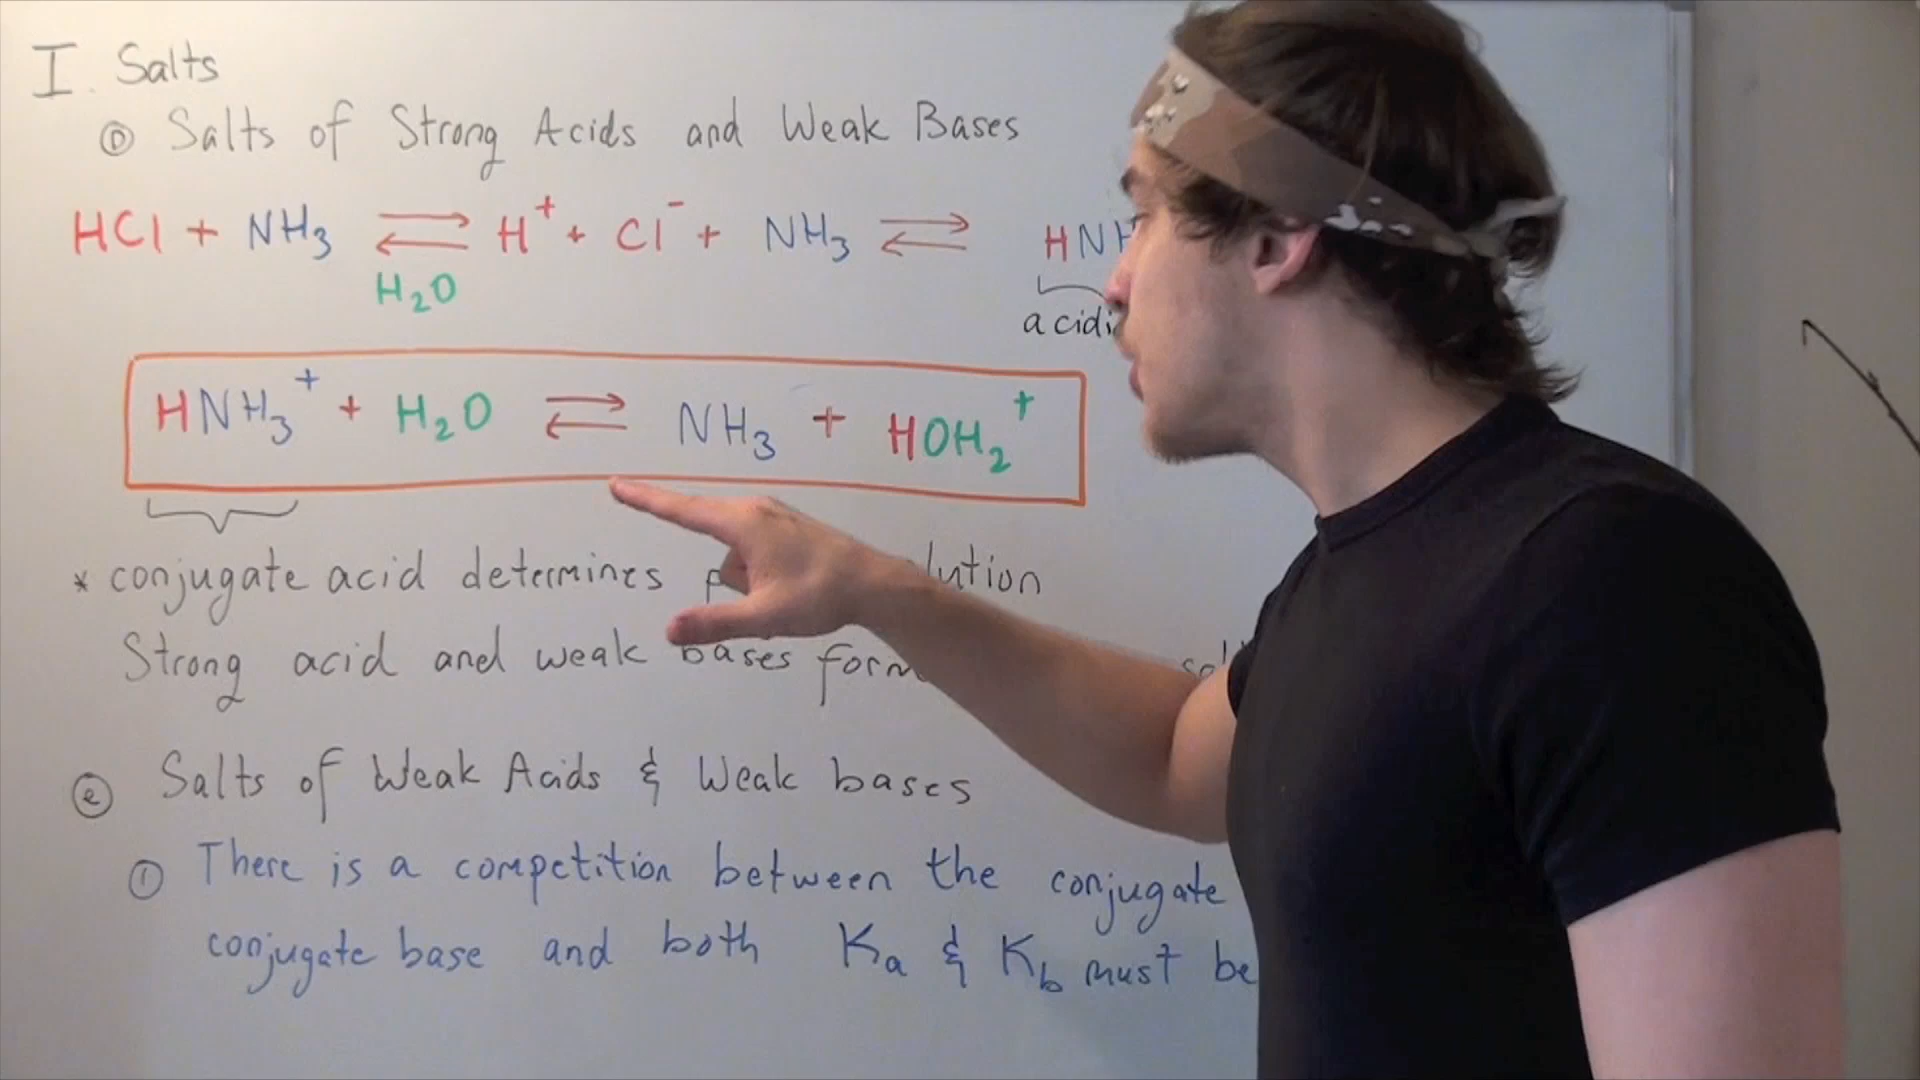 I. Salts
① Salts of Strong Acids and Weak Bases
HCl + NH₃ ⇌ H⁺ + Cl⁻ + NH₃ ⇌ HNH
H₂O
acidi
HNH₃⁺ + H₂O ⇌ NH₃ + HOH₂⁺
* conjugate acid determines lution
Strong acid and weak bases form
② Salts of Weak Acids & Weak bases
① There is a competition between the conjugate
conjugate base and both Ka & Kb must be